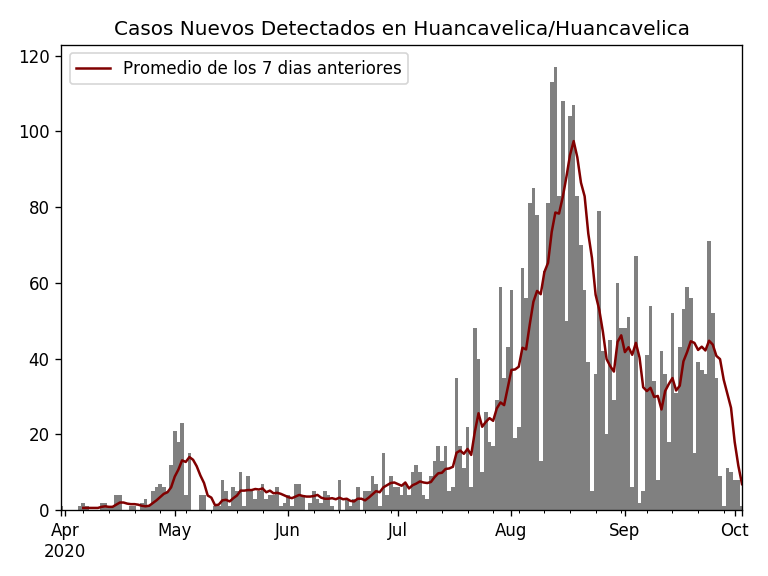 Casos Nuevos Detectados en Huancavelica/Huancavelica
Promedio de los 7 dias anteriores
120
100
80
60
40
20
0
Apr May Jun Jul Aug Sep Oct
2020